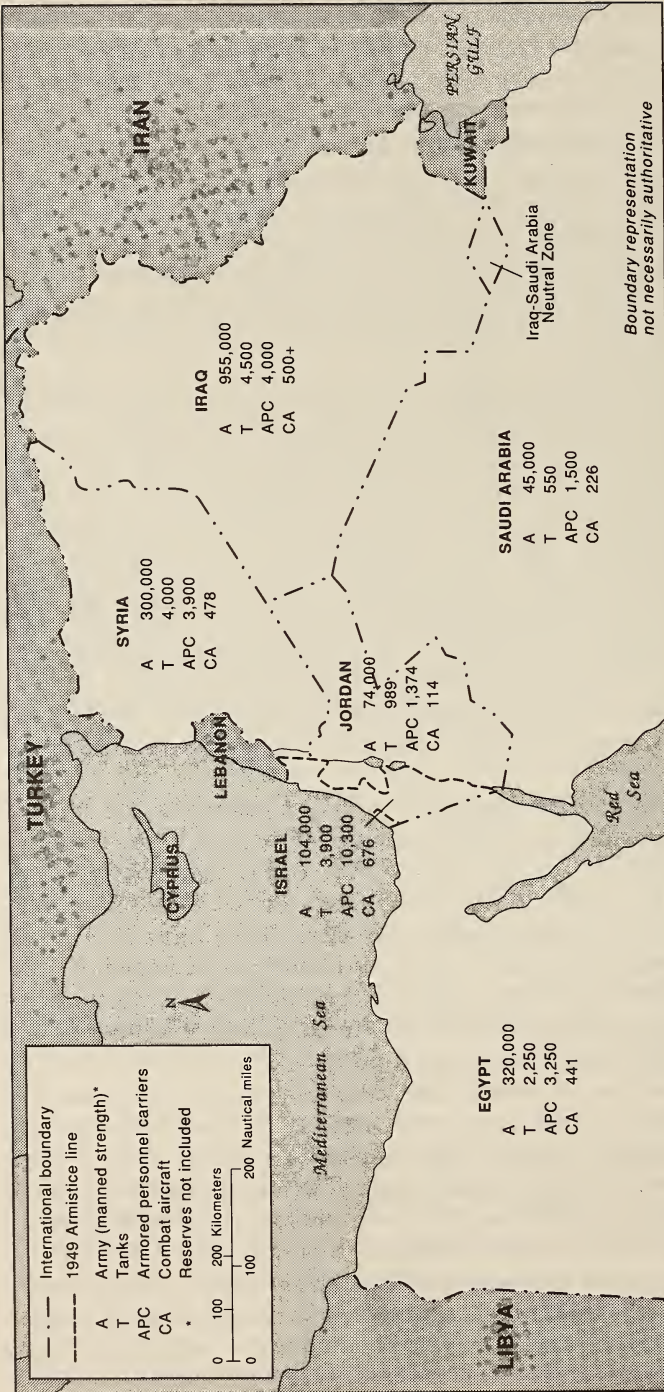 International boundary
1949 Armistice line
A Army (manned strength)*
T Tanks
APC Armored personnel carriers
CA Combat aircraft
* Reserves not included
0 100 200 Kilometers
0 100 200 Nautical miles
N
TURKEY
CYPRUS
Mediterranean Sea
LEBANON
SYRIA
A 300,000
T 4,000
APC 3,900
CA 478
IRAQ
A 955,000
T 4,500
APC 4,000
CA 500+
IRAN
PERSIAN
GULF
KUWAIT
Iraq-Saudi Arabia
Neutral Zone
ISRAEL
A 104,000
T 3,900
APC 10,300
CA 676
JORDAN
A 74,000
T 989
APC 1,374
CA 114
SAUDI ARABIA
A 45,000
T 550
APC 1,500
CA 226
EGYPT
A 320,000
T 2,250
APC 3,250
CA 441
LIBYA
Red
Sea
Boundary representation
not necessarily authoritative